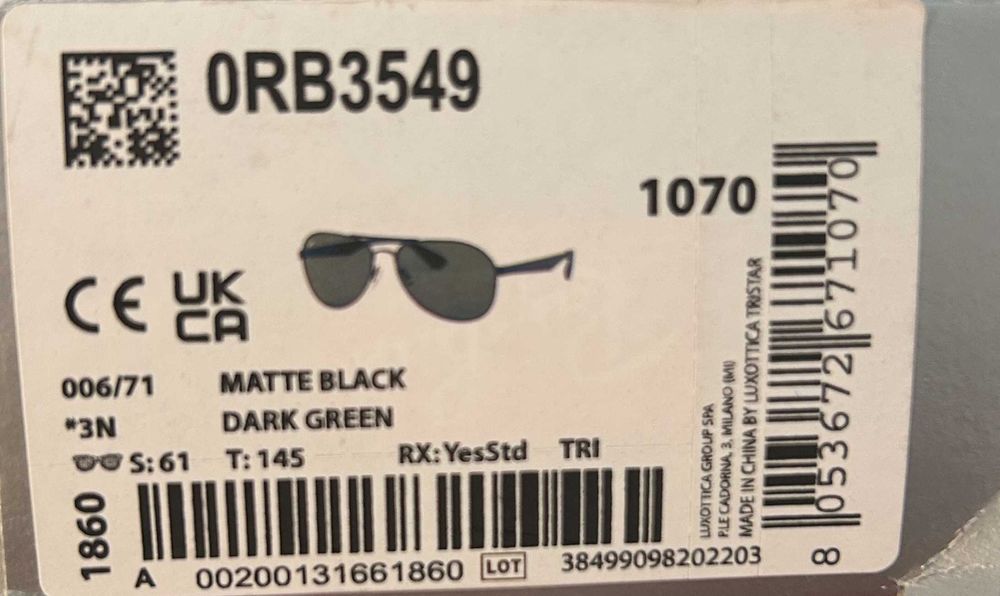 0RB3549
1070
CE UK
CA
006/71 MATTE BLACK
*3N DARK GREEN
S: 61 T: 145 RX: YesStd TRI
1860
A 00200131661860 LOT 38499098202203
LUXOTTICA GROUP SPA
P.LE CADORNA, 3, MILANO (MI)
MADE IN CHINA BY LUXOTTICA TRISTAR
8 053672 671070